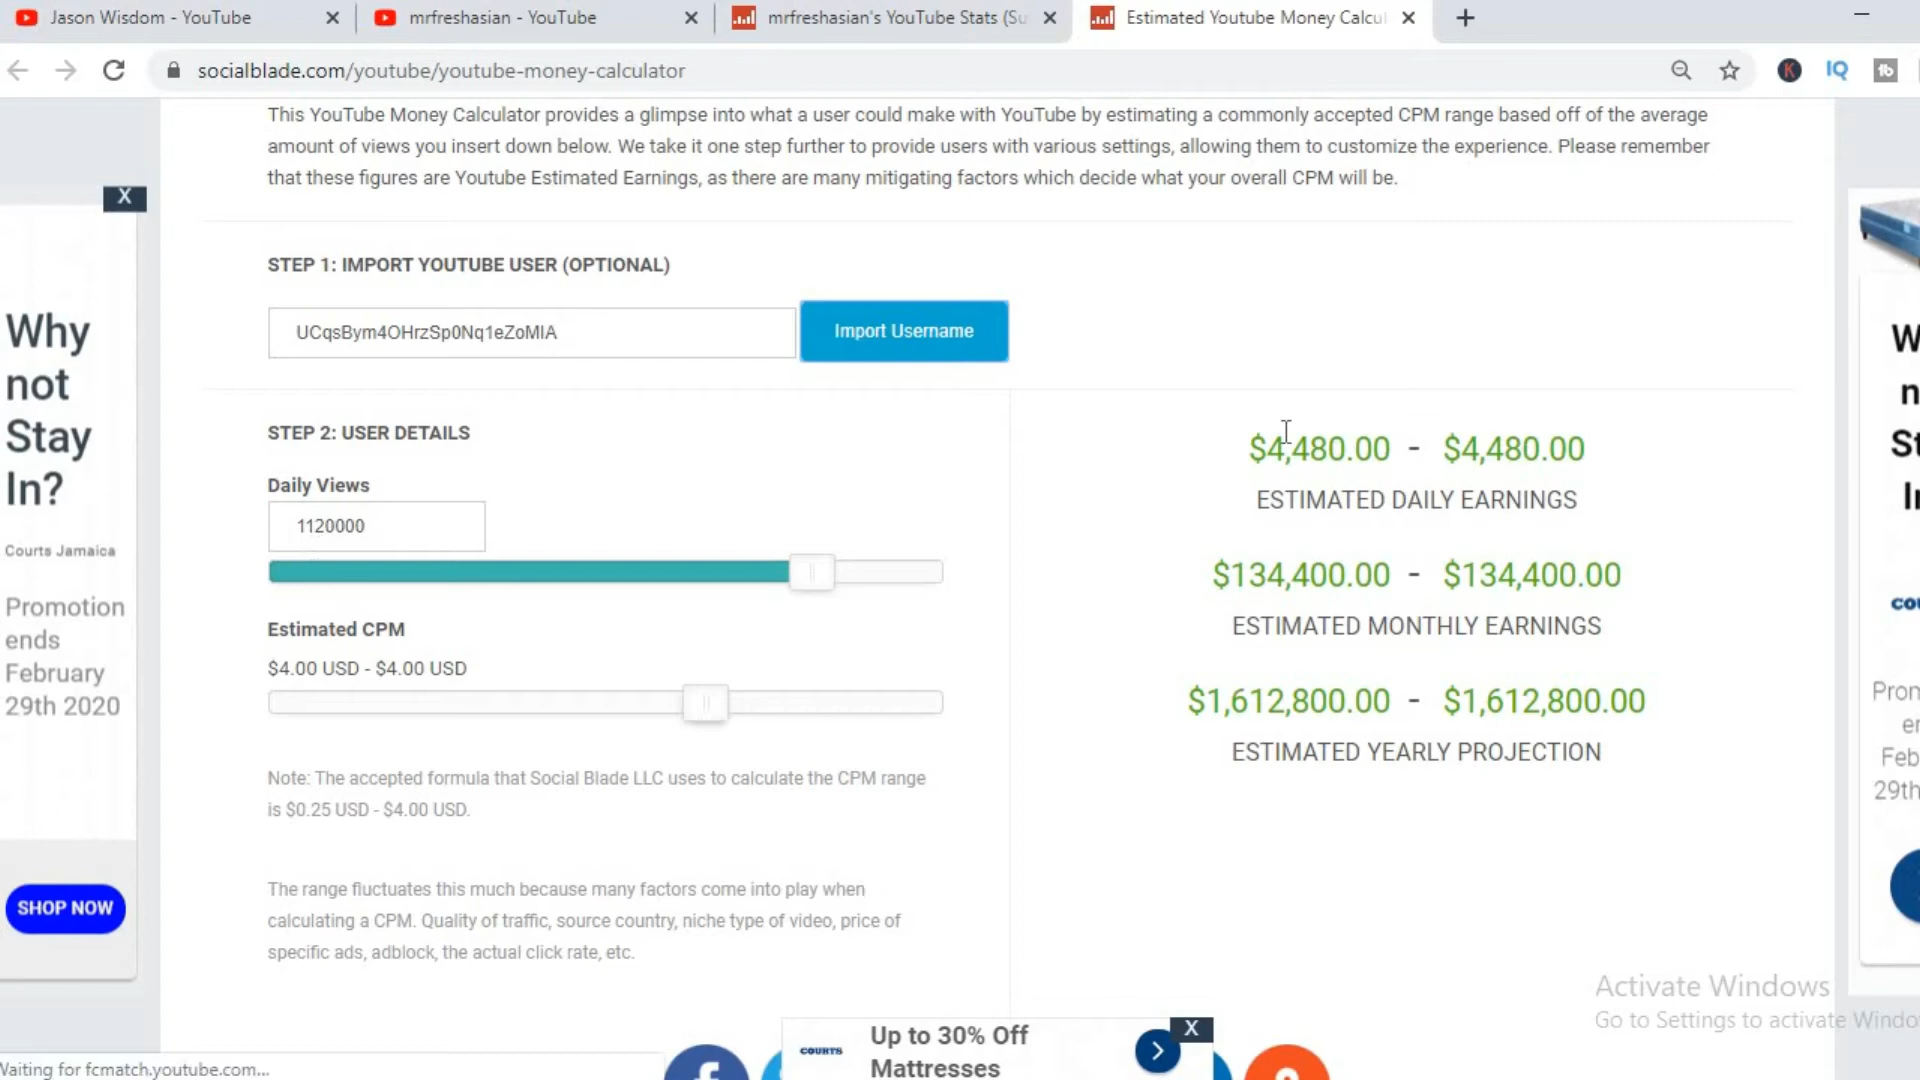 Jason Wisdom - YouTube
mrfreshasian - YouTube
mrfreshasian's YouTube Stats (Su
Estimated Youtube Money Calcul
socialblade.com/youtube/youtube-money-calculator
This YouTube Money Calculator provides a glimpse into what a user could make with YouTube by estimating a commonly accepted CPM range based off of the average
amount of views you insert down below. We take it one step further to provide users with various settings, allowing them to customize the experience. Please remember
that these figures are Youtube Estimated Earnings, as there are many mitigating factors which decide what your overall CPM will be.
STEP 1: IMPORT YOUTUBE USER (OPTIONAL)
UCqsBym4OHrzSp0Nq1eZoMIA
Import Username
STEP 2: USER DETAILS
Daily Views
1120000
Estimated CPM
$4.00 USD - $4.00 USD
Note: The accepted formula that Social Blade LLC uses to calculate the CPM range
is $0.25 USD - $4.00 USD.
The range fluctuates this much because many factors come into play when
calculating a CPM. Quality of traffic, source country, niche type of video, price of
specific ads, adblock, the actual click rate, etc.
$4,480.00 - $4,480.00
ESTIMATED DAILY EARNINGS
$134,400.00 - $134,400.00
ESTIMATED MONTHLY EARNINGS
$1,612,800.00 - $1,612,800.00
ESTIMATED YEARLY PROJECTION
X
Why
not
Stay
In?
Courts Jamaica
Promotion
ends
February
29th 2020
SHOP NOW
W
n
St
In
COU
Pron
er
Feb
29th
Activate Windows
Go to Settings to activate Windo
X
COURTS
Up to 30% Off
Mattresses
Waiting for fcmatch.youtube.com...